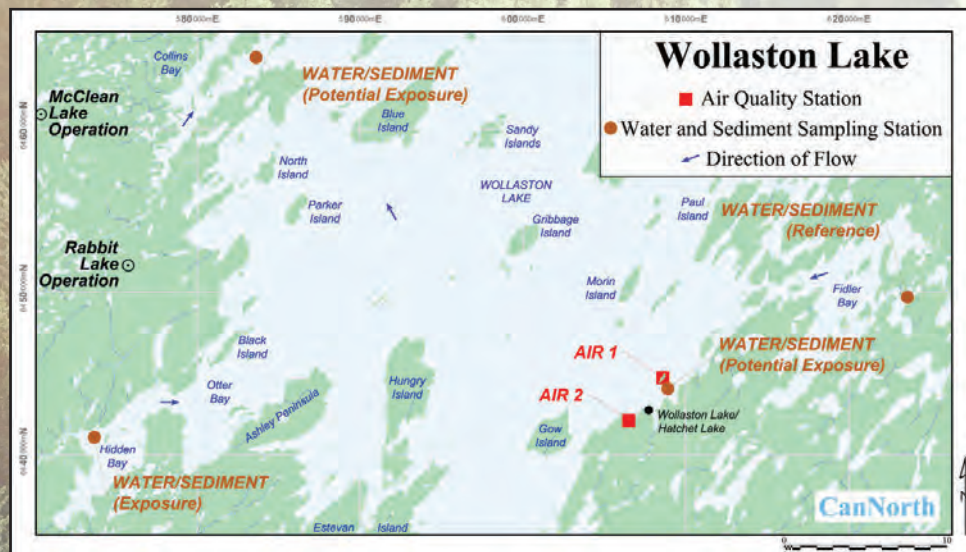 580000mE
590000mE
600000mE
610000mE
620000mE
Wollaston Lake
Air Quality Station
Water and Sediment Sampling Station
Direction of Flow
Collins
Bay
WATER/SEDIMENT
(Potential Exposure)
McClean
Lake
Operation
Blue
Island
Sandy
Islands
6460000mN
North
Island
WOLLASTON
LAKE
Parker
Island
Gribbage
Island
Paul
Island
WATER/SEDIMENT
(Reference)
Rabbit
Lake
Operation
Morin
Island
Fidler
Bay
6450000mN
Black
Island
AIR 1
WATER/SEDIMENT
(Potential Exposure)
Otter
Bay
Ashley Peninsula
Hungry
Island
AIR 2
Wollaston Lake/
Hatchet Lake
Gow
Island
Hidden
Bay
6440000mN
WATER/SEDIMENT
(Exposure)
Estevan Island
CanNorth
0
10